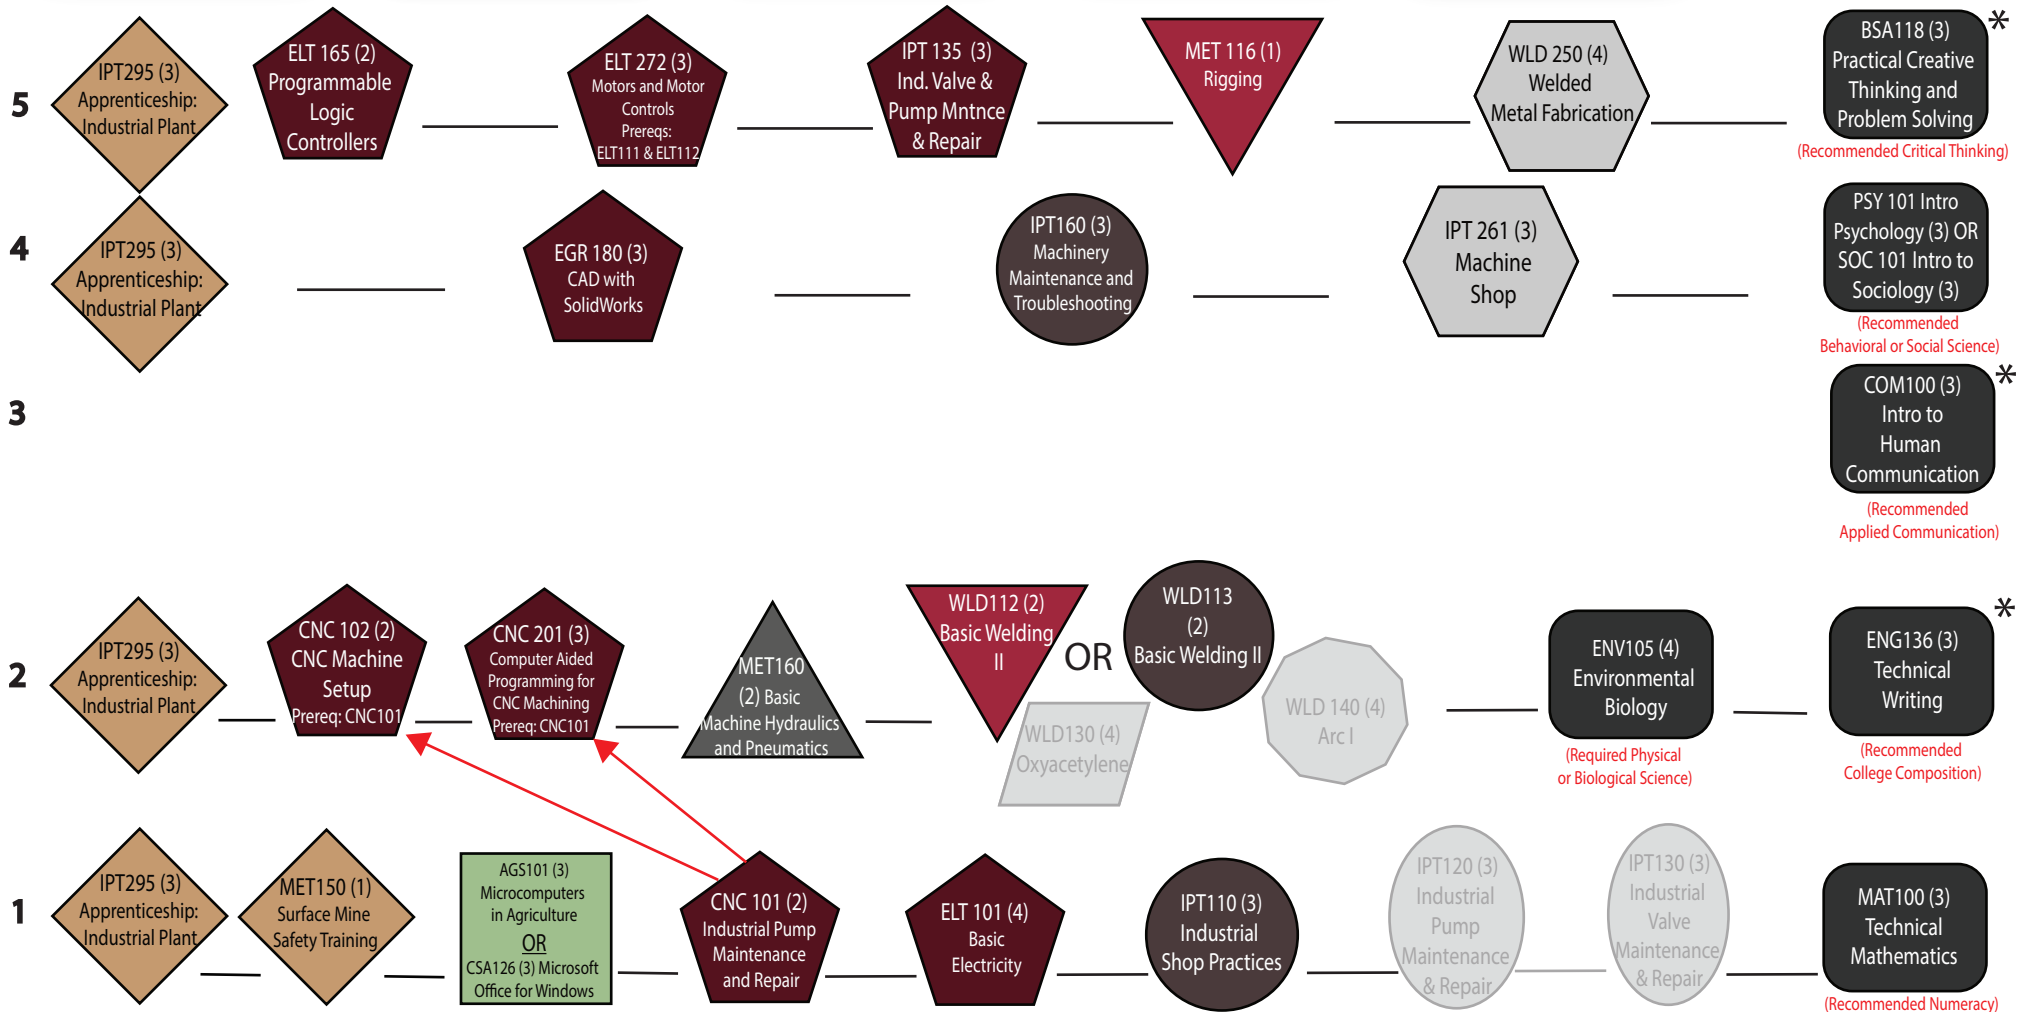 5
IPT295 (3)
Apprenticeship:
Industrial Plant
ELT 165 (2)
Programmable
Logic
Controllers
ELT 272 (3)
Motors and Motor
Controls
Prereqs:
ELT111 & ELT112
IPT 135 (3)
Ind. Valve &
Pump Mntnce
& Repair
MET 116 (1)
Rigging
WLD 250 (4)
Welded
Metal Fabrication
BSA118 (3)
Practical Creative
Thinking and
Problem Solving
*
(Recommended Critical Thinking)
4
IPT295 (3)
Apprenticeship:
Industrial Plant
EGR 180 (3)
CAD with
SolidWorks
IPT160 (3)
Machinery
Maintenance and
Troubleshooting
IPT 261 (3)
Machine
Shop
PSY 101 Intro
Psychology (3) OR
SOC 101 Intro to
Sociology (3)
(Recommended
Behavioral or Social Science)
3
COM100 (3)
Intro to
Human
Communication
*
(Recommended
Applied Communication)
2
IPT295 (3)
Apprenticeship:
Industrial Plant
CNC 102 (2)
CNC Machine
Setup
Prereq: CNC101
CNC 201 (3)
Computer Aided
Programming for
CNC Machining
Prereq: CNC101
MET160
(2) Basic
Machine Hydraulics
and Pneumatics
WLD112 (2)
Basic Welding
II
OR
WLD113
(2)
Basic Welding II
WLD130 (4)
Oxyacetylene
WLD 140 (4)
Arc I
ENV105 (4)
Environmental
Biology
(Required Physical
or Biological Science)
ENG136 (3)
Technical
Writing
*
(Recommended
College Composition)
1
IPT295 (3)
Apprenticeship:
Industrial Plant
MET150 (1)
Surface Mine
Safety Training
AGS101 (3)
Microcomputers
in Agriculture
OR
CSA126 (3) Microsoft
Office for Windows
CNC 101 (2)
Industrial Pump
Maintenance
and Repair
ELT 101 (4)
Basic
Electricity
IPT110 (3)
Industrial
Shop Practices
IPT120 (3)
Industrial
Pump
Maintenance
& Repair
IPT130 (3)
Industrial
Valve
Maintenance
& Repair
MAT100 (3)
Technical
Mathematics
(Recommended Numeracy)